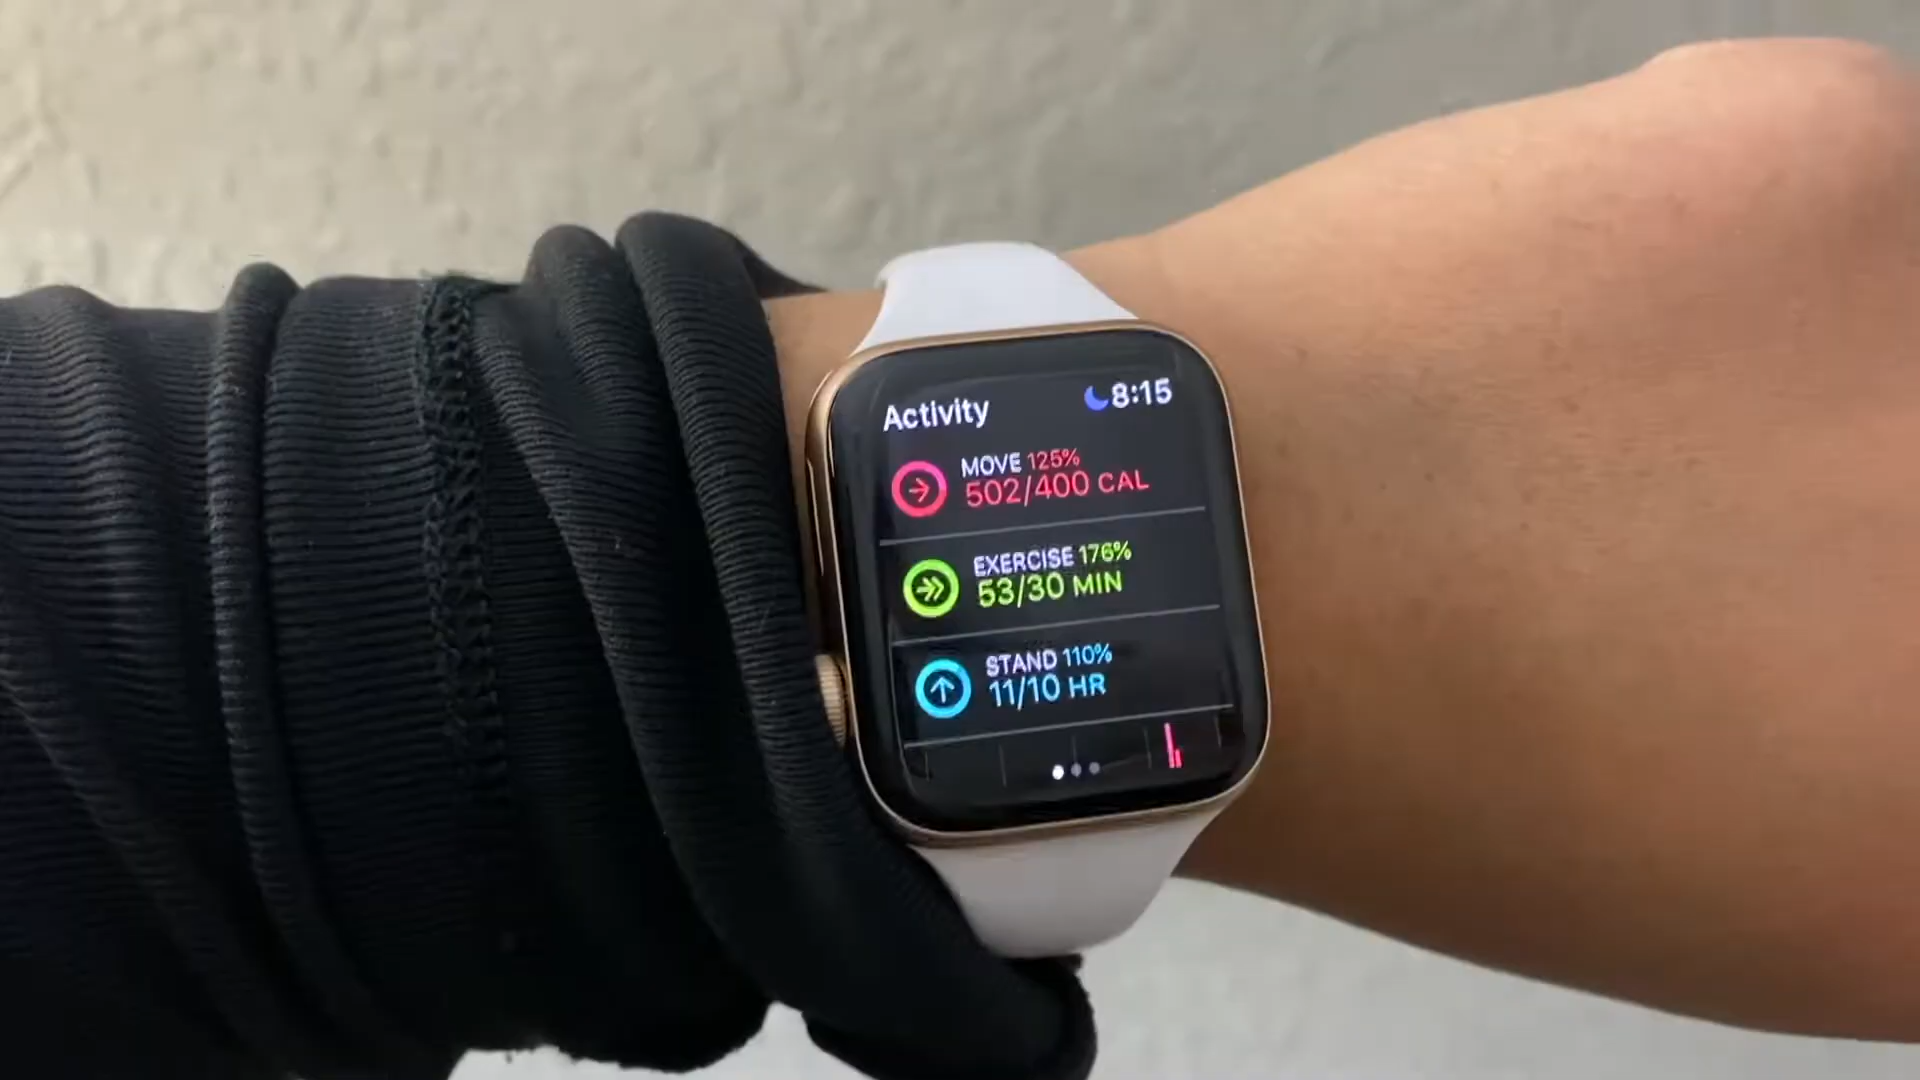 Activity 8:15
MOVE 125%
502/400 CAL
EXERCISE 176%
53/30 MIN
STAND 110%
11/10 HR